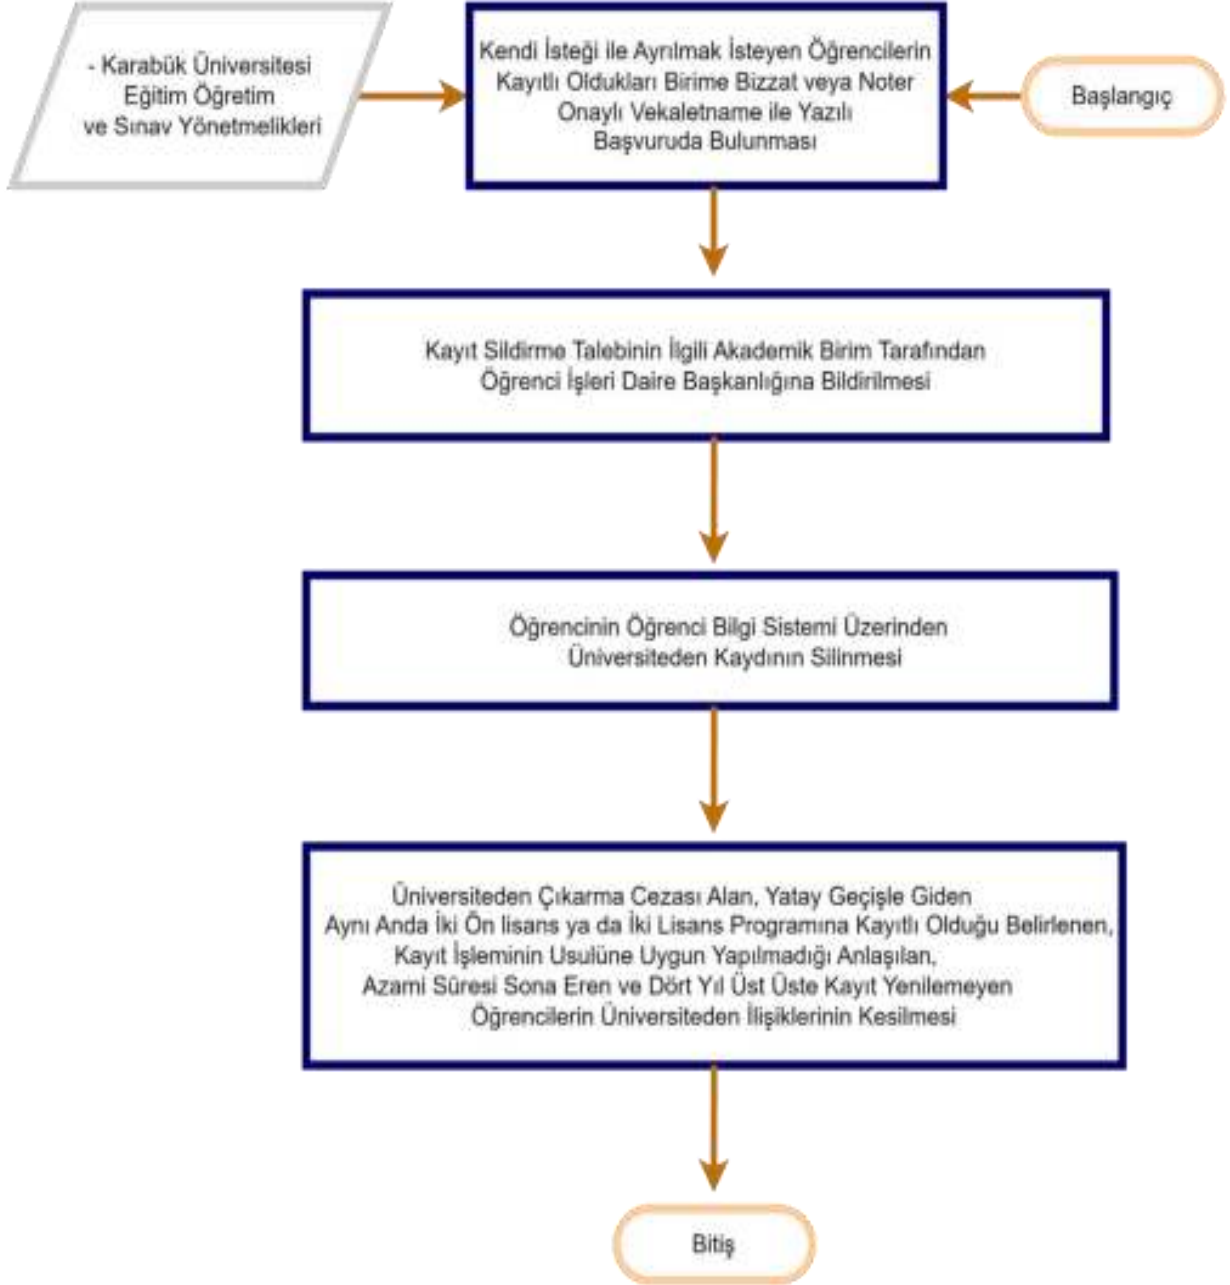 - Karabük Üniversitesi
Eğitim Öğretim
ve Sınav Yönetmelikleri
Kendi İsteği ile Ayrılmak İsteyen Öğrencilerin
Kayıtlı Oldukları Birime Bizzat veya Noter
Onaylı Vekaletname ile Yazılı
Başvuruda Bulunması
Başlangıç
Kayıt Sildirme Talebinin İlgili Akademik Birim Tarafından
Öğrenci İşleri Daire Başkanlığına Bildirilmesi
Öğrencinin Öğrenci Bilgi Sistemi Üzerinden
Üniversiteden Kaydının Silinmesi
Üniversiteden Çıkarma Cezası Alan, Yatay Geçişle Giden
Aynı Anda İki Ön lisans ya da İki Lisans Programına Kayıtlı Olduğu Belirlenen,
Kayıt İşleminin Usulüne Uygun Yapılmadığı Anlaşılan,
Azami Süresi Sona Eren ve Dört Yıl Üst Üste Kayıt Yenilemeyen
Öğrencilerin Üniversiteden İlişiklerinin Kesilmesi
Bitiş